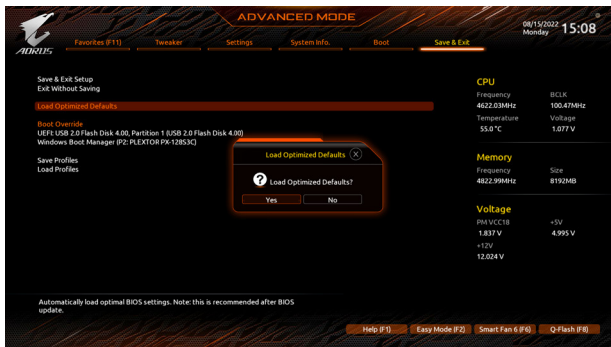 ADVANCED MODE
08/15/2022 Monday 15:08
AORUS
Favorites (F11) Tweaker Settings System Info. Boot Save & Exit
Save & Exit Setup
Exit Without Saving
Load Optimized Defaults
Boot Override
UEFI: USB 2.0 Flash Disk 4.00, Partition 1 (USB 2.0 Flash Disk 4.00)
Windows Boot Manager (P2: PLEXTOR PX-128S3C)
Save Profiles
Load Profiles
Load Optimized Defaults
Load Optimized Defaults?
Yes No
CPU
Frequency BCLK
4622.03MHz 100.47MHz
Temperature Voltage
55.0 °C 1.077 V
Memory
Frequency Size
4822.99MHz 8192MB
Voltage
PM VCC18 +5V
1.837 V 4.995 V
+12V
12.024 V
Automatically load optimal BIOS settings. Note: this is recommended after BIOS
update.
Help (F1) Easy Mode (F2) Smart Fan 6 (F6) Q-Flash (F8)